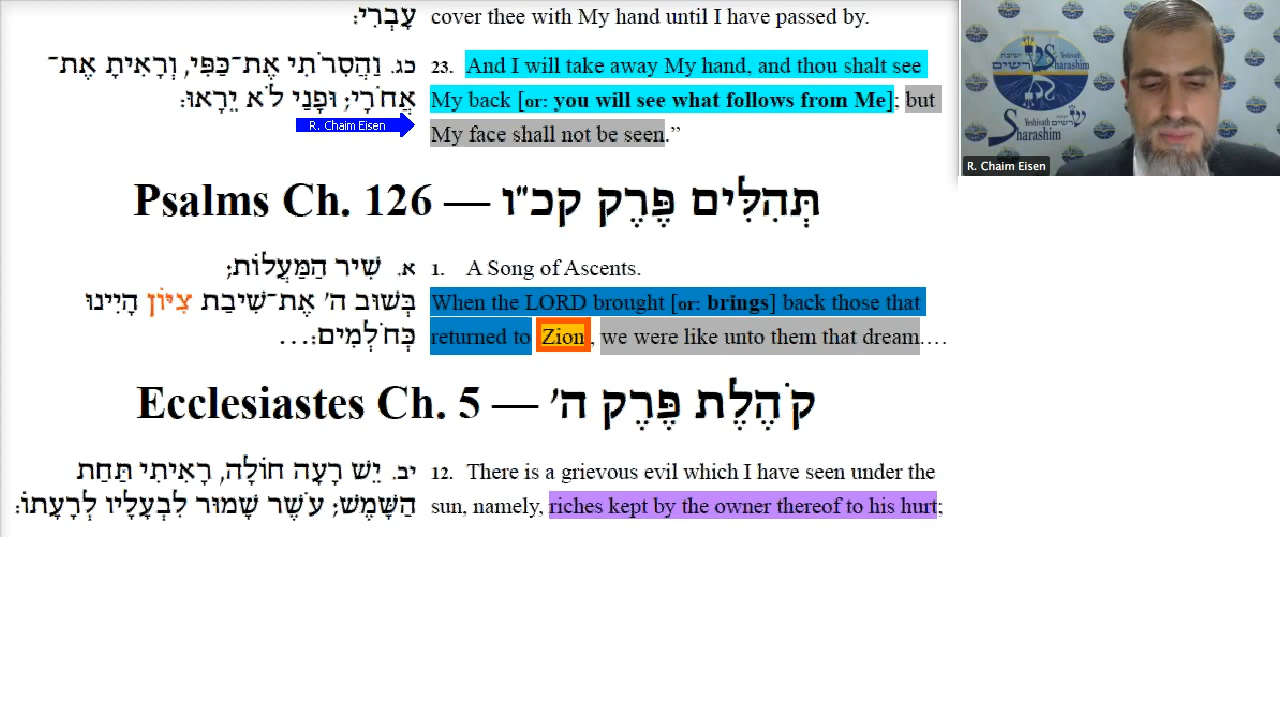 עָבְרִי:
cover thee with My hand until I have passed by.
כג. וַהֲסִרֹתִי אֶת־כַּפִּי, וְרָאִיתָ אֶת־
אֲחֹרָי; וּפָנַי לֹא יֵרָאוּ:
23. And I will take away My hand, and thou shalt see
My back [or: you will see what follows from Me]; but
My face shall not be seen.”
R. Chaim Eisen
Psalms Ch. 126 — תְּהִלִּים פֶּרֶק קכ״ו
א. שִׁיר הַמַּעֲלוֹת;
בְּשׁוּב ה׳ אֶת־שִׁיבַת צִיּוֹן הָיִינוּ
כְּחֹלְמִים:...
1. A Song of Ascents.
When the LORD brought [or: brings] back those that
returned to Zion, we were like unto them that dream….
Ecclesiastes Ch. 5 — קֹהֶלֶת פֶּרֶק ה׳
יב. יֵשׁ רָעָה חוֹלָה, רָאִיתִי תַּחַת
הַשָּׁמֶשׁ; עֹשֶׁר שָׁמוּר לִבְעָלָיו לְרָעָתוֹ:
12. There is a grievous evil which I have seen under the
sun, namely, riches kept by the owner thereof to his hurt;
Yeshivath
Sharashim
R. Chaim Eisen